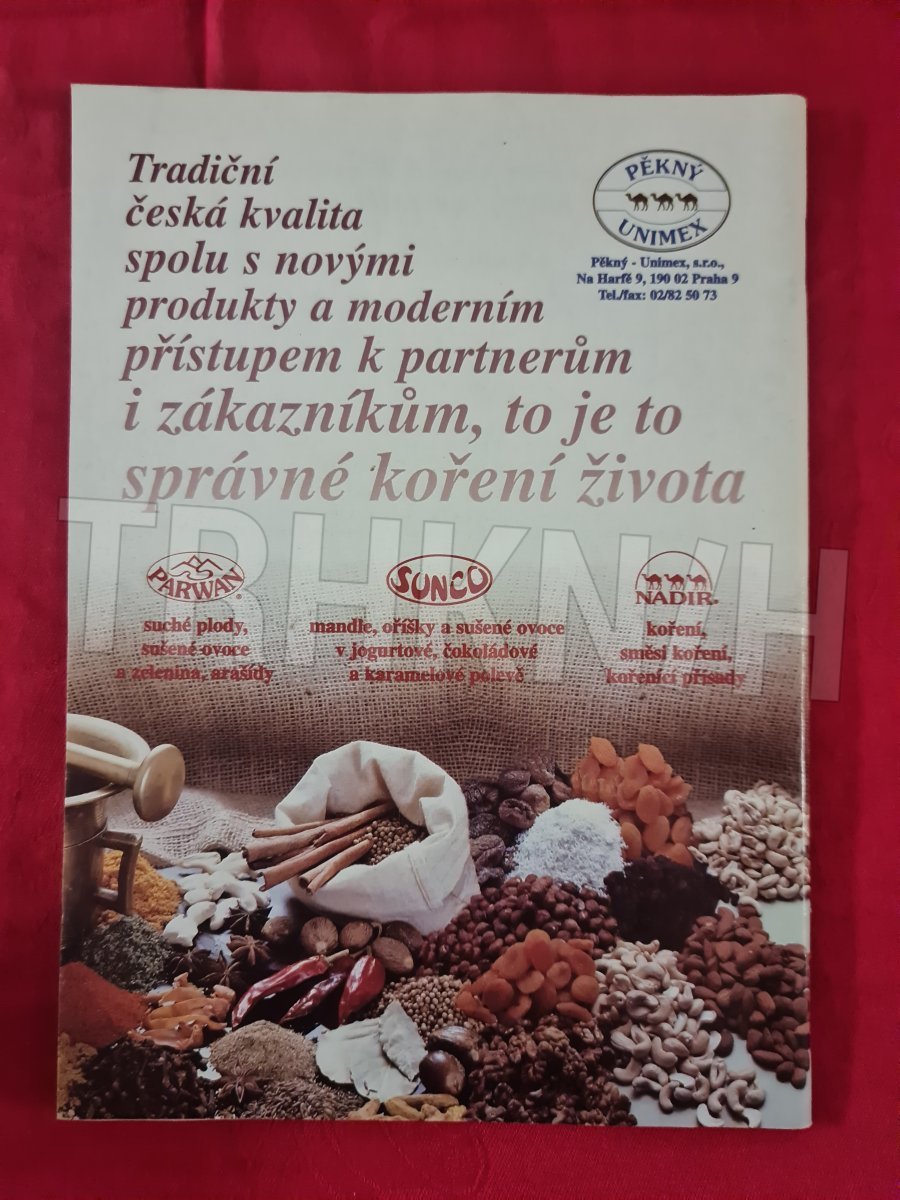 Tradiční
česká kvalita
spolu s novými
produkty a moderním
přístupem k partnerům
i zákazníkům, to je to
správné koření života
PĚKNÝ
UNIMEX
Pěkný - Unimex, s.r.o.,
Na Harfě 9, 190 02 Praha 9
Tel./fax: 02/82 50 73
PARWAN®
suché plody,
sušené ovoce
a zelenina, arašídy
SUNCO
mandle, oříšky a sušené ovoce
v jogurtové, čokoládové
a karamelové polevě
NADIR®
koření,
směsi koření,
kořenící přísady
TRHKNIH